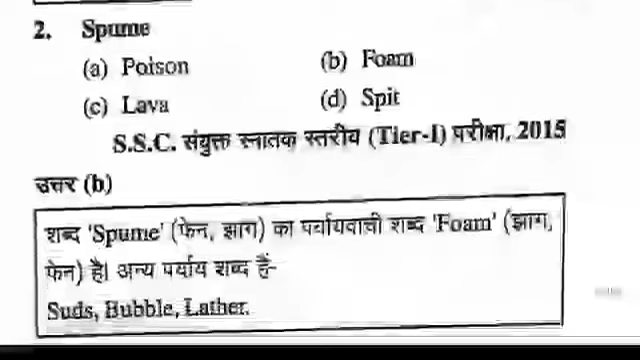 2. Spume
(a) Poison (b) Foam
(c) Lava (d) Spit
S.S.C. संयुक्त स्नातक स्तरीय (Tier-I) परीक्षा, 2015
उत्तर (b)
शब्द 'Spume' (फेन, झाग) का पर्यायवाची शब्द 'Foam' (झाग,
फेन) है। अन्य पर्याय शब्द हैं-
Suds, Bubble, Lather.